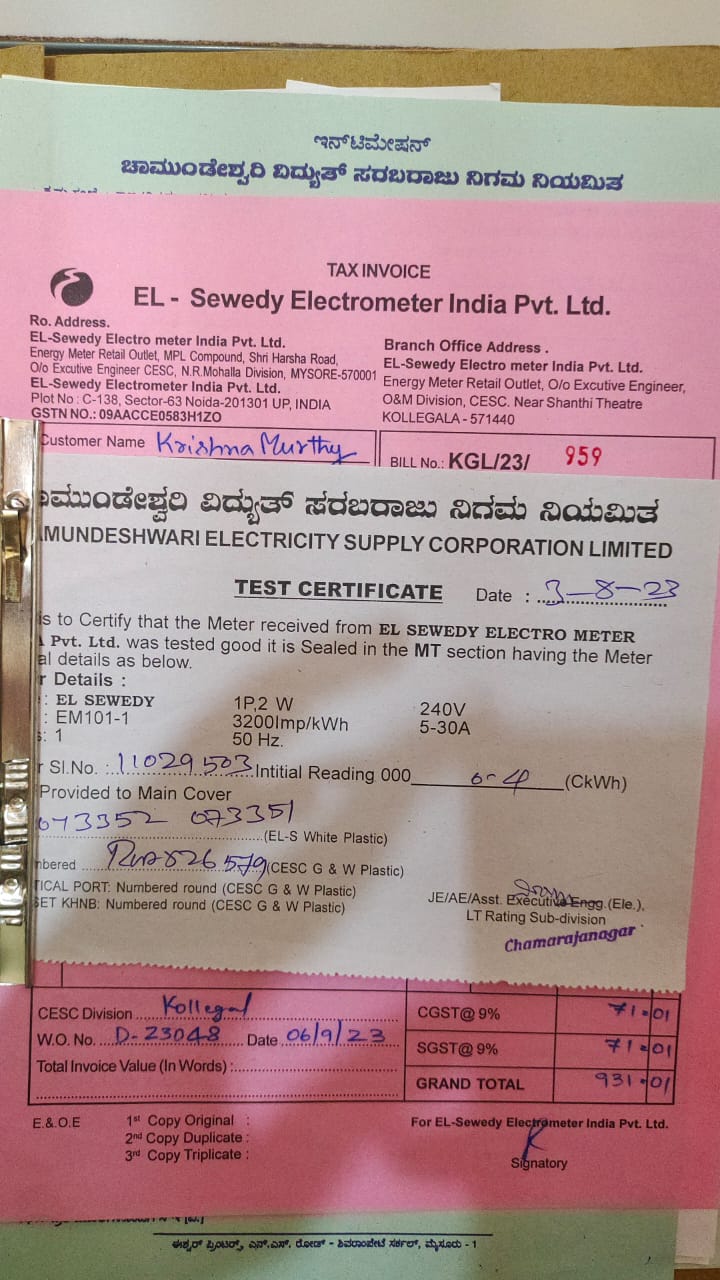 ಇನ್‌ಟಿಮೇಷನ್
ಚಾಮುಂಡೇಶ್ವರಿ ವಿದ್ಯುತ್ ಸರಬರಾಜು ನಿಗಮ ನಿಯಮಿತ
TAX INVOICE
EL - Sewedy Electrometer India Pvt. Ltd.
Ro. Address.
EL-Sewedy Electro meter India Pvt. Ltd.
Energy Meter Retail Outlet, MPL Compound, Shri Harsha Road,
O/o Excutive Engineer CESC, N.R.Mohalla Division, MYSORE-570001
EL-Sewedy Electrometer India Pvt. Ltd.
Plot No : C-138, Sector-63 Noida-201301 UP, INDIA
GSTN NO.: 09AACCE0583H1ZO
Branch Office Address .
EL-Sewedy Electro meter India Pvt. Ltd.
Energy Meter Retail Outlet, O/o Excutive Engineer,
O&M Division, CESC. Near Shanthi Theatre
KOLLEGALA - 571440
Customer Name Krishna Murthy
BILL No.: KGL/23/ 959
ಾಮುಂಡೇಶ್ವರಿ ವಿದ್ಯುತ್ ಸರಬರಾಜು ನಿಗಮ ನಿಯಮಿತ
MUNDESHWARI ELECTRICITY SUPPLY CORPORATION LIMITED
TEST CERTIFICATE Date : 3-8-23
is to Certify that the Meter received from EL SEWEDY ELECTRO METER
Pvt. Ltd. was tested good it is Sealed in the MT section having the Meter
al details as below.
r Details :
: EL SEWEDY 1P,2 W 240V
: EM101-1 3200Imp/kWh 5-30A
: 1 50 Hz.
r Sl.No. : 11029503 Intitial Reading 000 0-4 (CkWh)
Provided to Main Cover
073352 073351
(EL-S White Plastic)
nbered 826579 (CESC G & W Plastic)
TICAL PORT: Numbered round (CESC G & W Plastic)
SET KHNB: Numbered round (CESC G & W Plastic)
JE/AE/Asst. Executive Engg.(Ele.),
LT Rating Sub-division
Chamarajanagar
CESC Division Kollegal
W.O. No. D-23048 Date 06/9/23
Total Invoice Value (In Words) :
CGST@ 9% 71=01
SGST@ 9% 71=01
GRAND TOTAL 931=01
E.& O.E
1st Copy Original :
2nd Copy Duplicate :
3rd Copy Triplicate :
For EL-Sewedy Electrometer India Pvt. Ltd.
Signatory
ಈಶ್ವರ್ ಪ್ರಿಂಟರ್ಸ್, ಎನ್.ಎಸ್. ರೋಡ್ - ಶಿವರಾಂಪೇಟೆ ಸರ್ಕಲ್, ಮೈಸೂರು - 1